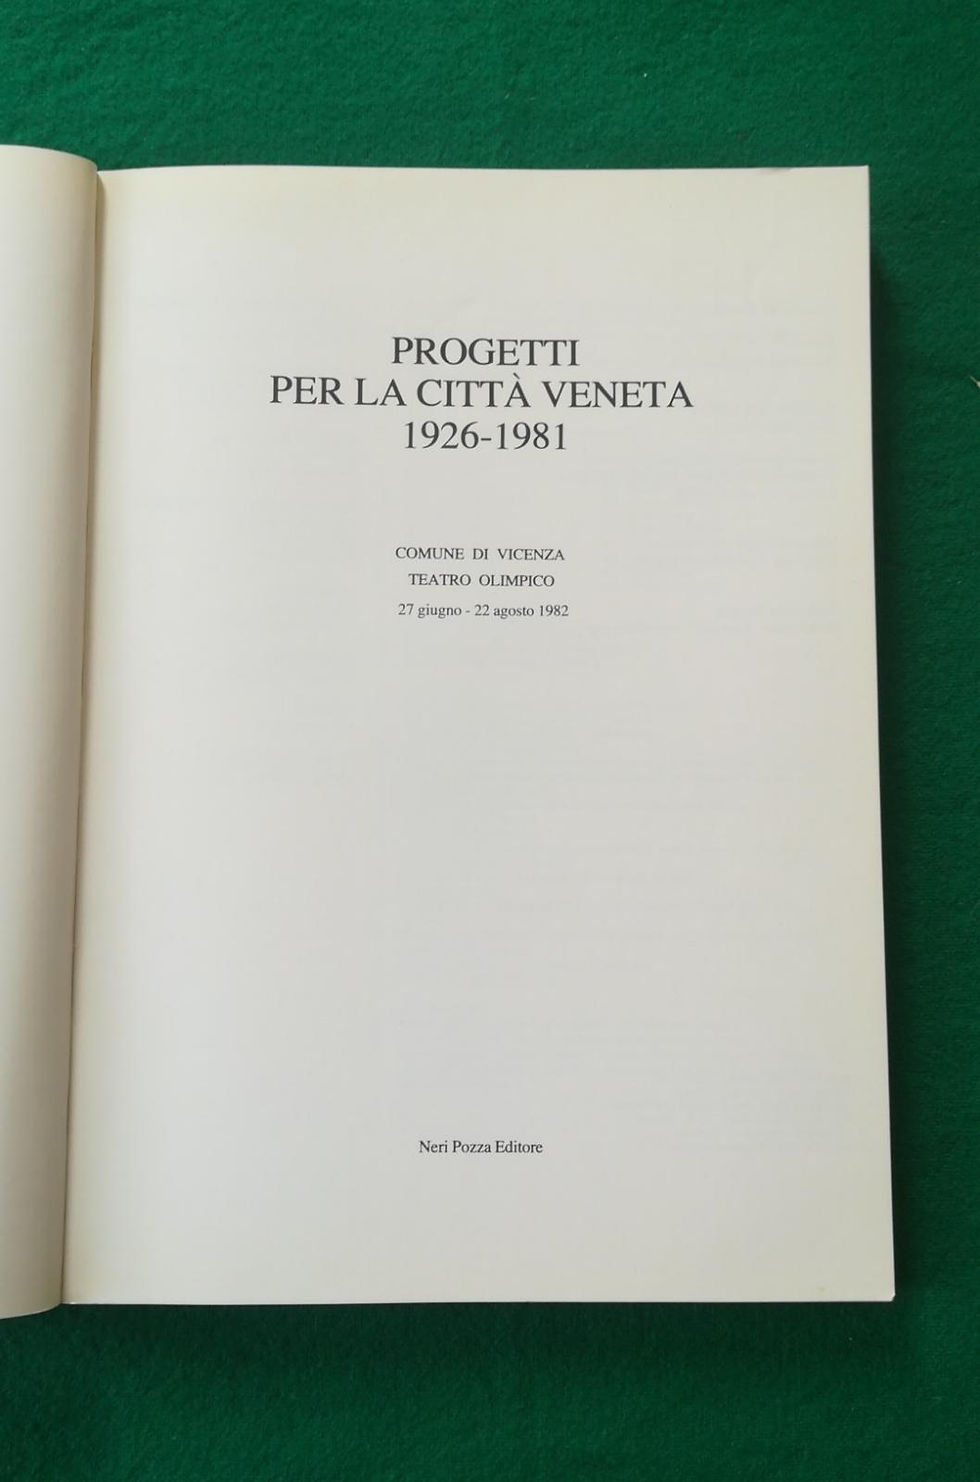 PROGETTI
PER LA CITTÀ VENETA
1926-1981
COMUNE DI VICENZA
TEATRO OLIMPICO
27 giugno - 22 agosto 1982
Neri Pozza Editore